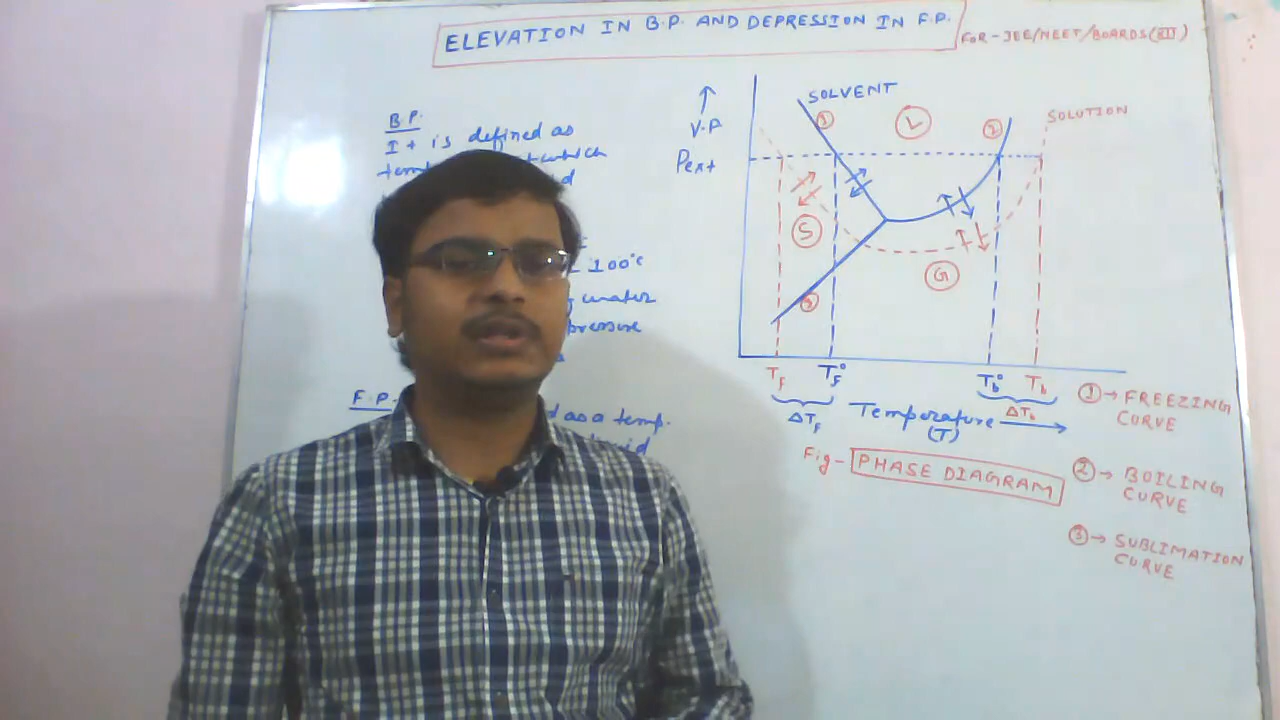 ELEVATION IN B.P. AND DEPRESSION IN F.P.
FOR-JEE/NEET/BOARDS(XII)
B.P.
It is defined as
which
100°c
water
pressure
F.P.
as a temp.
V.P
Pext
SOLVENT
SOLUTION
1
L
2
S
G
3
Tf
Tf°
Tb°
Tb
ΔTf
ΔTb
Temperature
(T)
Fig- PHASE DIAGRAM
1 → FREEZING
CURVE
2 → BOILING
CURVE
3 → SUBLIMATION
CURVE